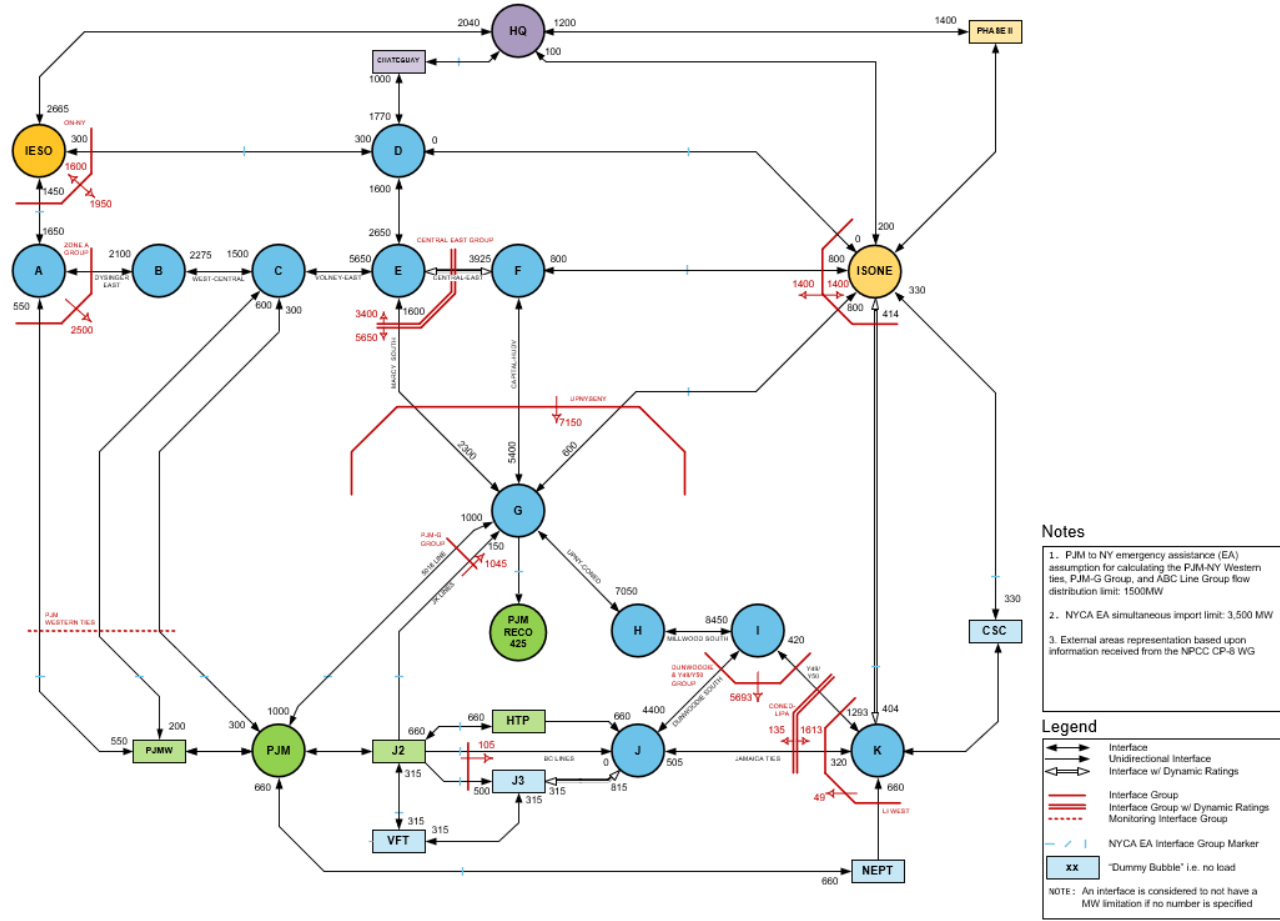 HQ
2040
1200
1400
PHASE II
100
CHATEGUAY
1000
2665
1770
ON-NY
300
IESO
1600
1450
1950
300
D
0
1600
1650
ZONE A
GROUP
2100
2275
1500
2650
5650
CENTRAL EAST GROUP
3925
800
0
200
800
A
B
C
E
F
ISONE
DYSINGER
EAST
WEST-CENTRAL
VOLNEY-EAST
CENTRAL-EAST
550
2500
600
300
1600
3400
5650
1400
1400
800
414
330
MARCY SOUTH
CAPITAL-HUDV
UPNYSENY
7150
2300
5400
600
G
1000
150
PJM-G
GROUP
1045
5018 LINE
JK LINES
UPNY-CONED
PJM
RECO
425
7050
H
8450
MILLWOOD SOUTH
I
420
330
CSC
PJM
WESTERN TIES
DUNWOODIE
& Y49/Y50
GROUP
5693
DUNWOODIE SOUTH
Y49/
Y50
CONED-
LIPA
135
1613
1293
404
550
200
PJMW
300
1000
PJM
660
J2
660
HTP
660
4400
J
505
JAMAICA TIES
320
K
660
105
BC LINES
0
315
500
J3
315
315
815
49
LI WEST
315
VFT
315
660
NEPT
Notes
1. PJM to NY emergency assistance (EA)
assumption for calculating the PJM-NY Western
ties, PJM-G Group, and ABC Line Group flow
distribution limit: 1500MW
2. NYCA EA simultaneous import limit: 3,500 MW
3. External areas representation based upon
information received from the NPCC CP-8 WG
Legend
Interface
Unidirectional Interface
Interface w/ Dynamic Ratings
Interface Group
Interface Group w/ Dynamic Ratings
Monitoring Interface Group
NYCA EA Interface Group Marker
xx
"Dummy Bubble" i.e. no load
NOTE: An interface is considered to not have a
MW limitation if no number is specified